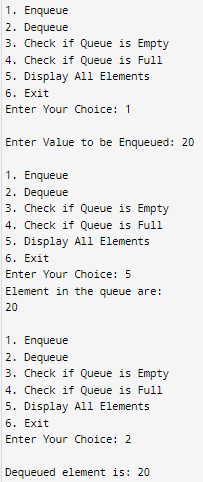 1. Enqueue
2. Dequeue
3. Check if Queue is Empty
4. Check if Queue is Full
5. Display All Elements
6. Exit
Enter Your Choice: 1
Enter Value to be Enqueued: 20
1. Enqueue
2. Dequeue
3. Check if Queue is Empty
4. Check if Queue is Full
5. Display All Elements
6. Exit
Enter Your Choice: 5
Element in the queue are:
20
1. Enqueue
2. Dequeue
3. Check if Queue is Empty
4. Check if Queue is Full
5. Display All Elements
6. Exit
Enter Your Choice: 2
Dequeued element is: 20